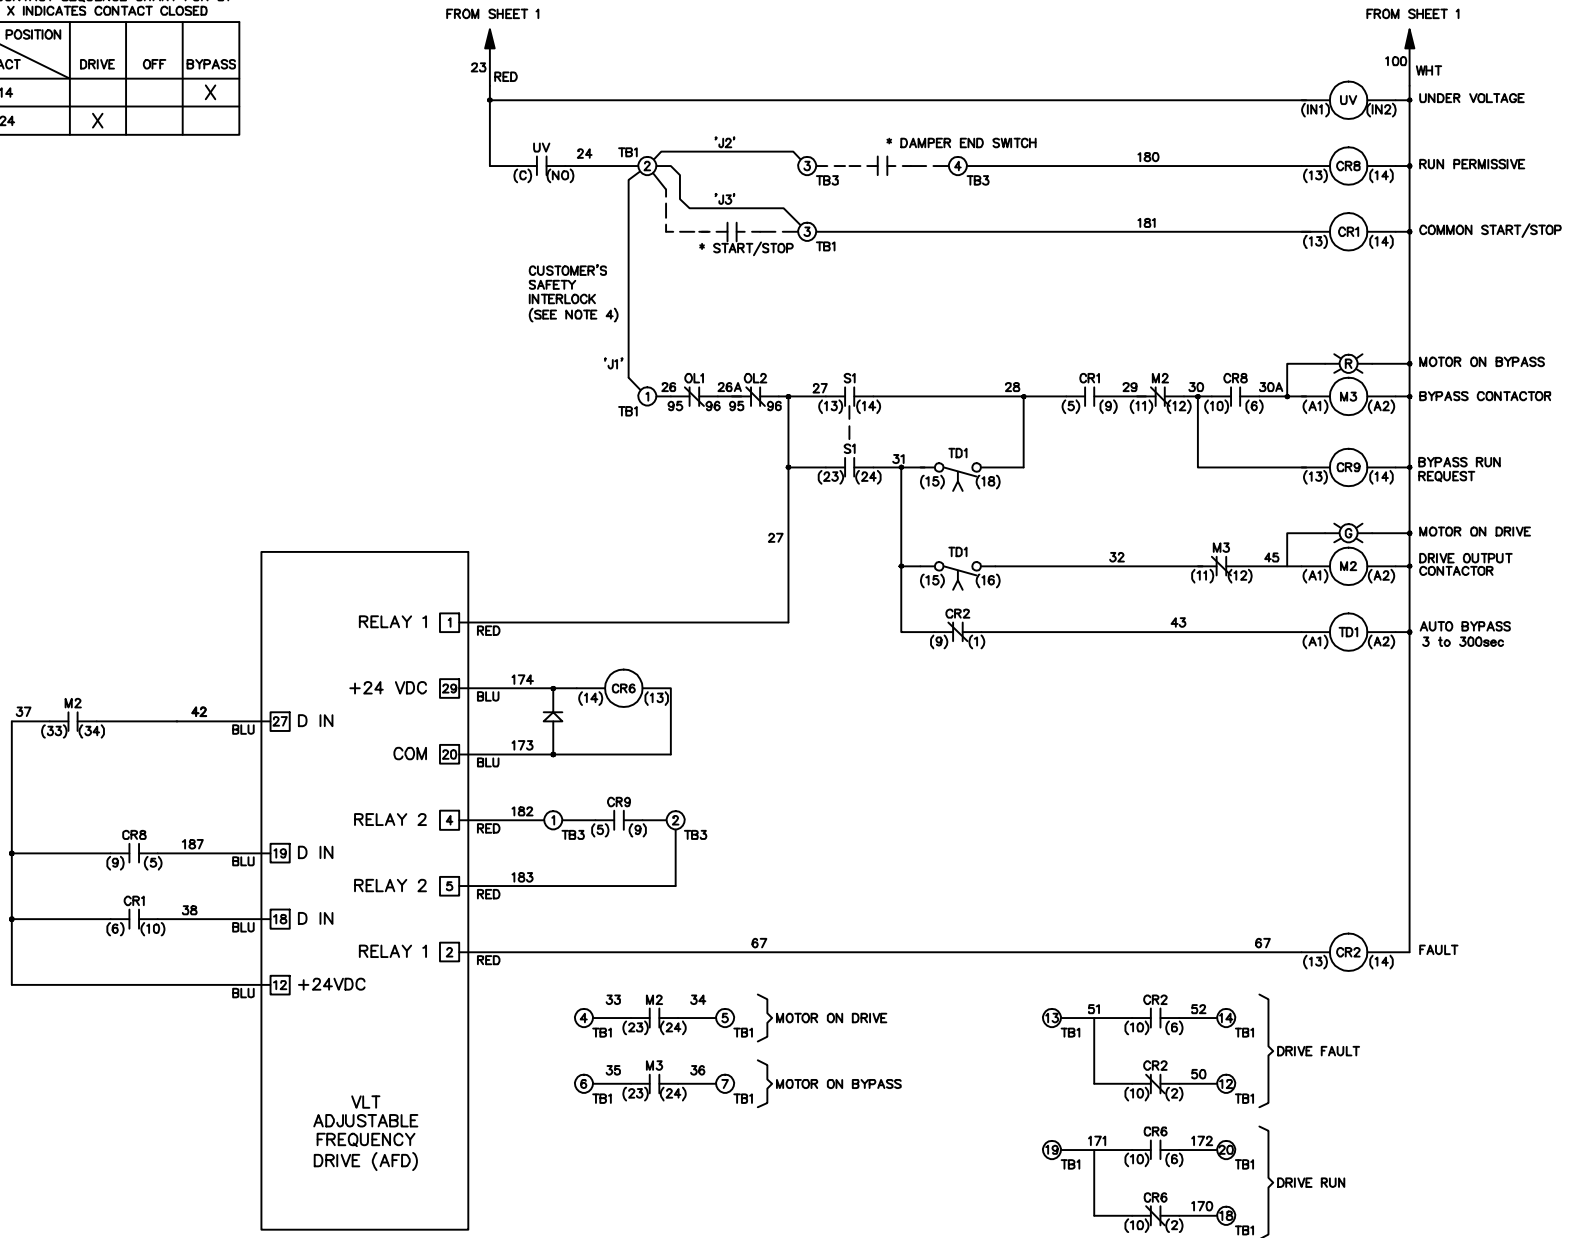 X INDICATES CONTACT CLOSED
POSITION
DRIVE OFF BYPASS
14 X
24 X
FROM SHEET 1
FROM SHEET 1
23 RED
100 WHT
(IN1) UV (IN2) UNDER VOLTAGE
UV
(C) (NO)
24
TB1 2
'J2'
3 TB3
* DAMPER END SWITCH
4 TB3
180
(13) CR8 (14) RUN PERMISSIVE
'J3'
* START/STOP
3 TB1
181
(13) CR1 (14) COMMON START/STOP
CUSTOMER'S
SAFETY
INTERLOCK
(SEE NOTE 4)
'J1'
1 TB1
26 OL1 26A OL2
95 96 95 96
27 S1 28
(13) (14)
CR1 29 M2 30 CR8 30A
(5) (9) (11) (12) (10) (6)
R MOTOR ON BYPASS
(A1) M3 (A2) BYPASS CONTACTOR
S1 31 TD1
(23) (24) (15) (18)
(13) CR9 (14) BYPASS RUN
REQUEST
27
G MOTOR ON DRIVE
TD1 32 M3 45
(15) (16) (11) (12)
(A1) M2 (A2) DRIVE OUTPUT
CONTACTOR
CR2 43
(9) (1)
(A1) TD1 (A2) AUTO BYPASS
3 to 300sec
RELAY 1 1 RED
+24 VDC 29 BLU 174
(14) CR6 (13)
COM 20 BLU 173
37 M2 42
(33) (34) BLU
27 D IN
RELAY 2 4 RED 182
1 TB3
CR9
(5) (9)
2 TB3
CR8 187
(9) (5) BLU
19 D IN
RELAY 2 5 RED 183
CR1 38
(6) (10) BLU
18 D IN
RELAY 1 2 RED 67 67
(13) CR2 (14) FAULT
BLU 12 +24VDC
VLT
ADJUSTABLE
FREQUENCY
DRIVE (AFD)
33 M2 34
4 TB1 (23) (24) 5 TB1
MOTOR ON DRIVE
35 M3 36
6 TB1 (23) (24) 7 TB1
MOTOR ON BYPASS
51 CR2 52
13 TB1 (10) (6) 14 TB1
DRIVE FAULT
CR2 50
(10) (2) 12 TB1
171 CR6 172
19 TB1 (10) (6) 20 TB1
DRIVE RUN
CR6 170
(10) (2) 18 TB1